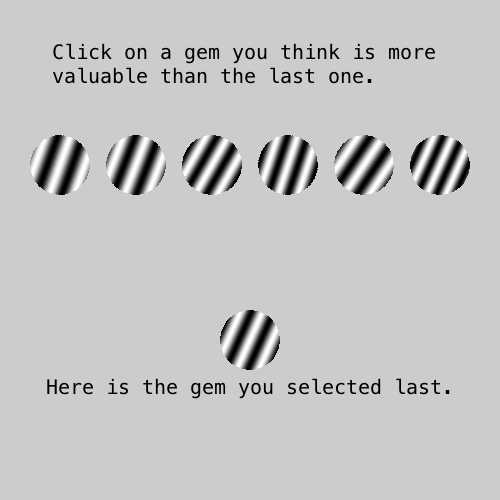 Click on a gem you think is more
valuable than the last one.
Here is the gem you selected last.